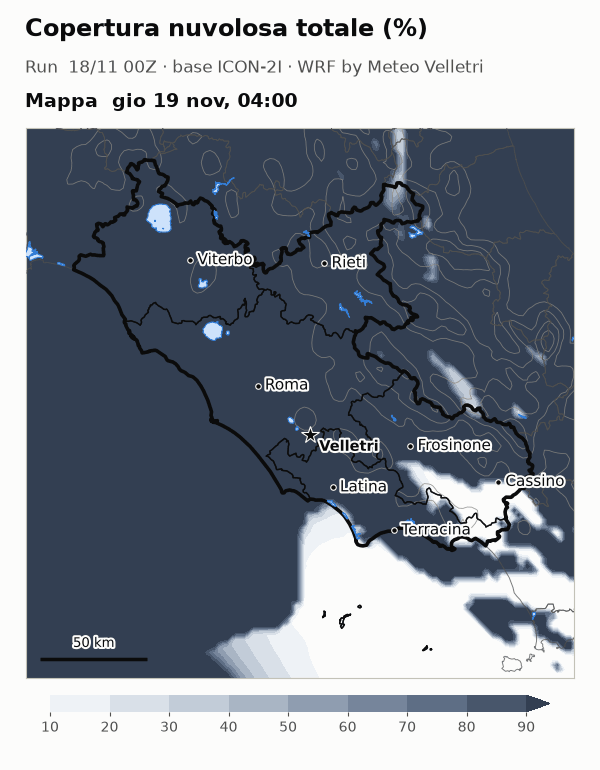 Copertura nuvolosa totale (%)
Run  18/11 00Z · base ICON-2I · WRF by Meteo Velletri
Mappa  gio 19 nov, 04:00
Viterbo
Rieti
Roma
Velletri
Frosinone
Latina
Cassino
Terracina
50 km
10 20 30 40 50 60 70 80 90